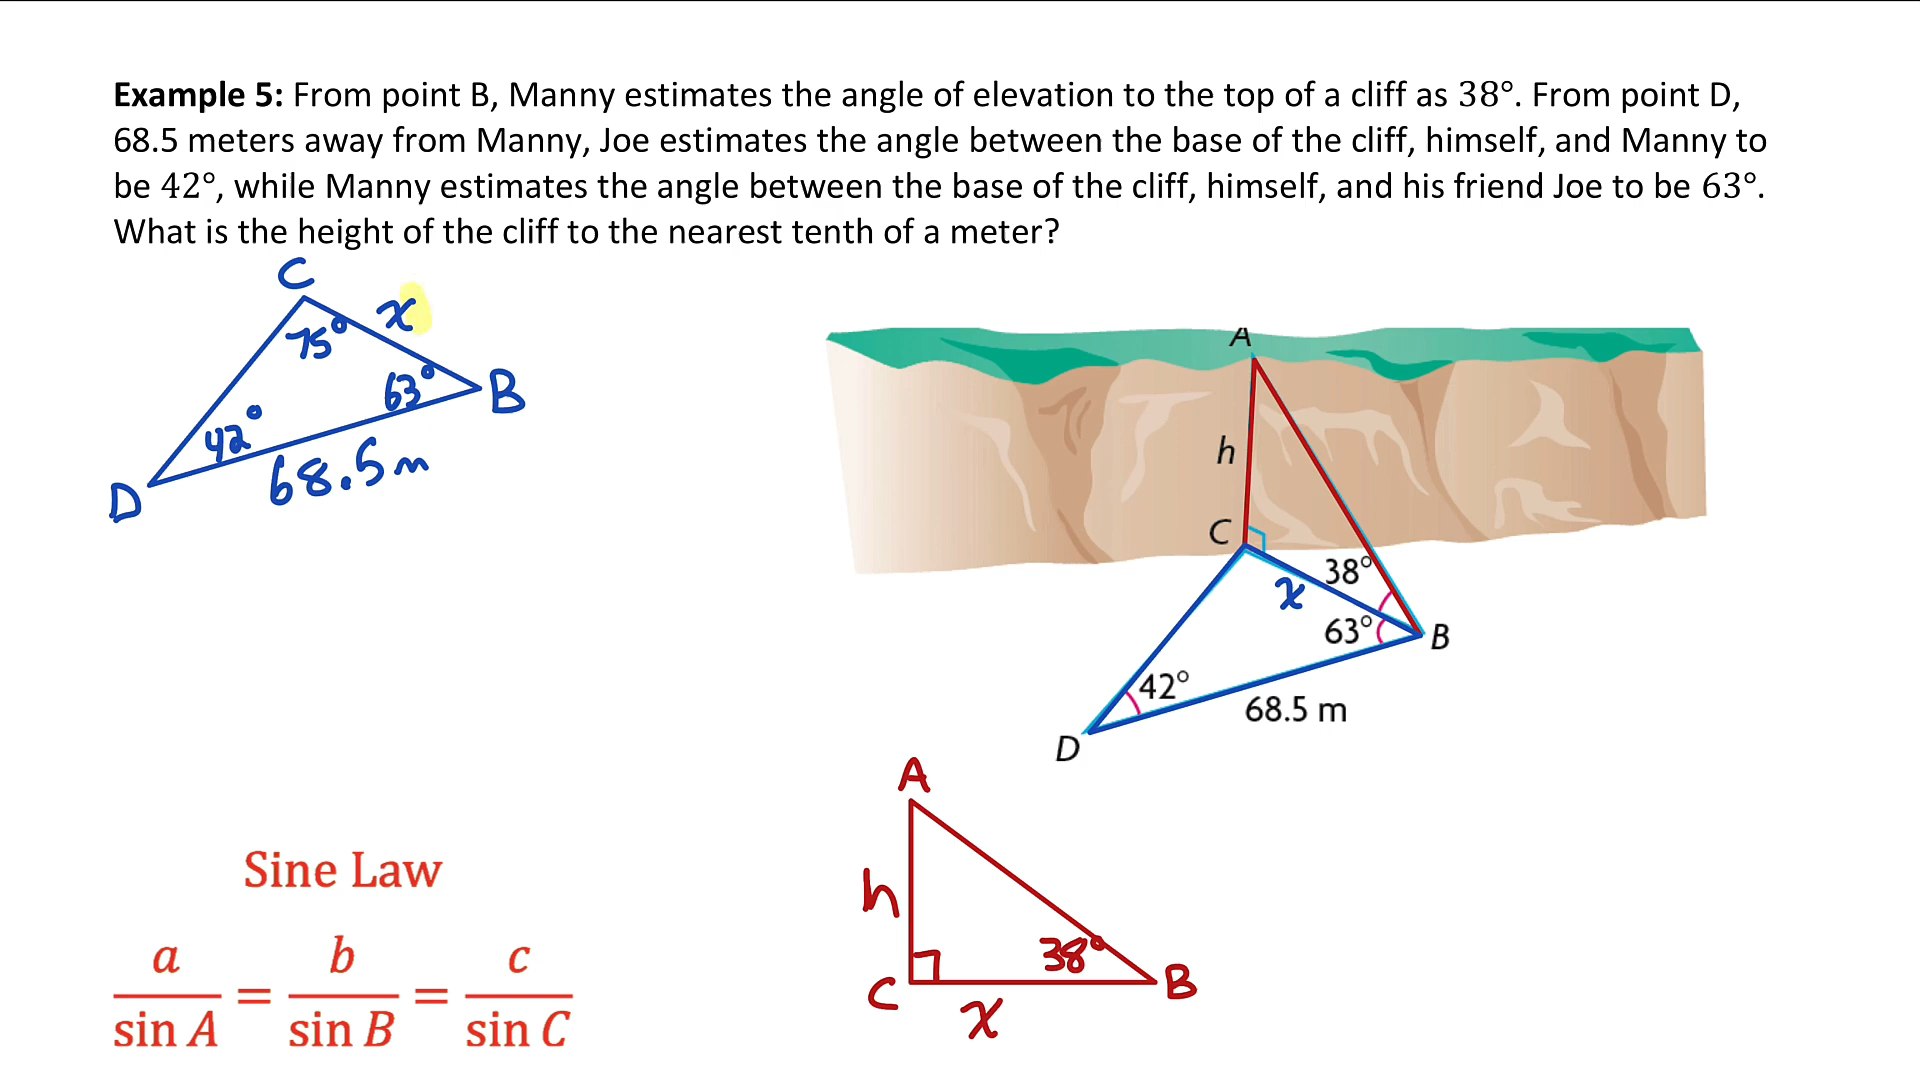 Example 5: From point B, Manny estimates the angle of elevation to the top of a cliff as 38°. From point D,
68.5 meters away from Manny, Joe estimates the angle between the base of the cliff, himself, and Manny to
be 42°, while Manny estimates the angle between the base of the cliff, himself, and his friend Joe to be 63°.
What is the height of the cliff to the nearest tenth of a meter?
C
x
75°
63°
B
42°
68.5 m
D
A
h
C
38°
x
63°
B
42°
68.5 m
D
A
h
38°
C
B
x
Sine Law
a/sin A = b/sin B = c/sin C